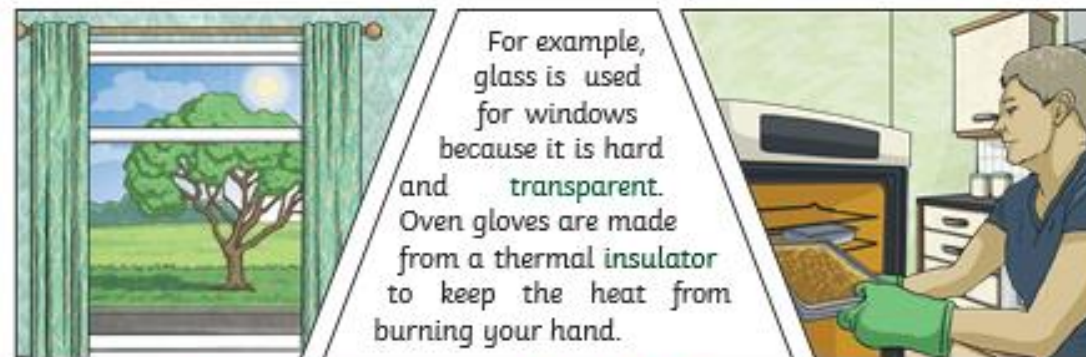 For example,
glass is used
for windows
because it is hard
and transparent.
Oven gloves are made
from a thermal insulator
to keep the heat from
burning your hand.